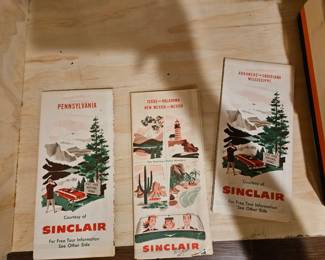 PENNSYLVANIA
Courtesy of
SINCLAIR
For Free Tour Information
See Other Side
TEXAS—OKLAHOMA
NEW MEXICO—MEXICO
SINCLAIR
ARKANSAS—LOUISIANA
MISSISSIPPI
Courtesy of
SINCLAIR
For Free Tour Information
See Other Side